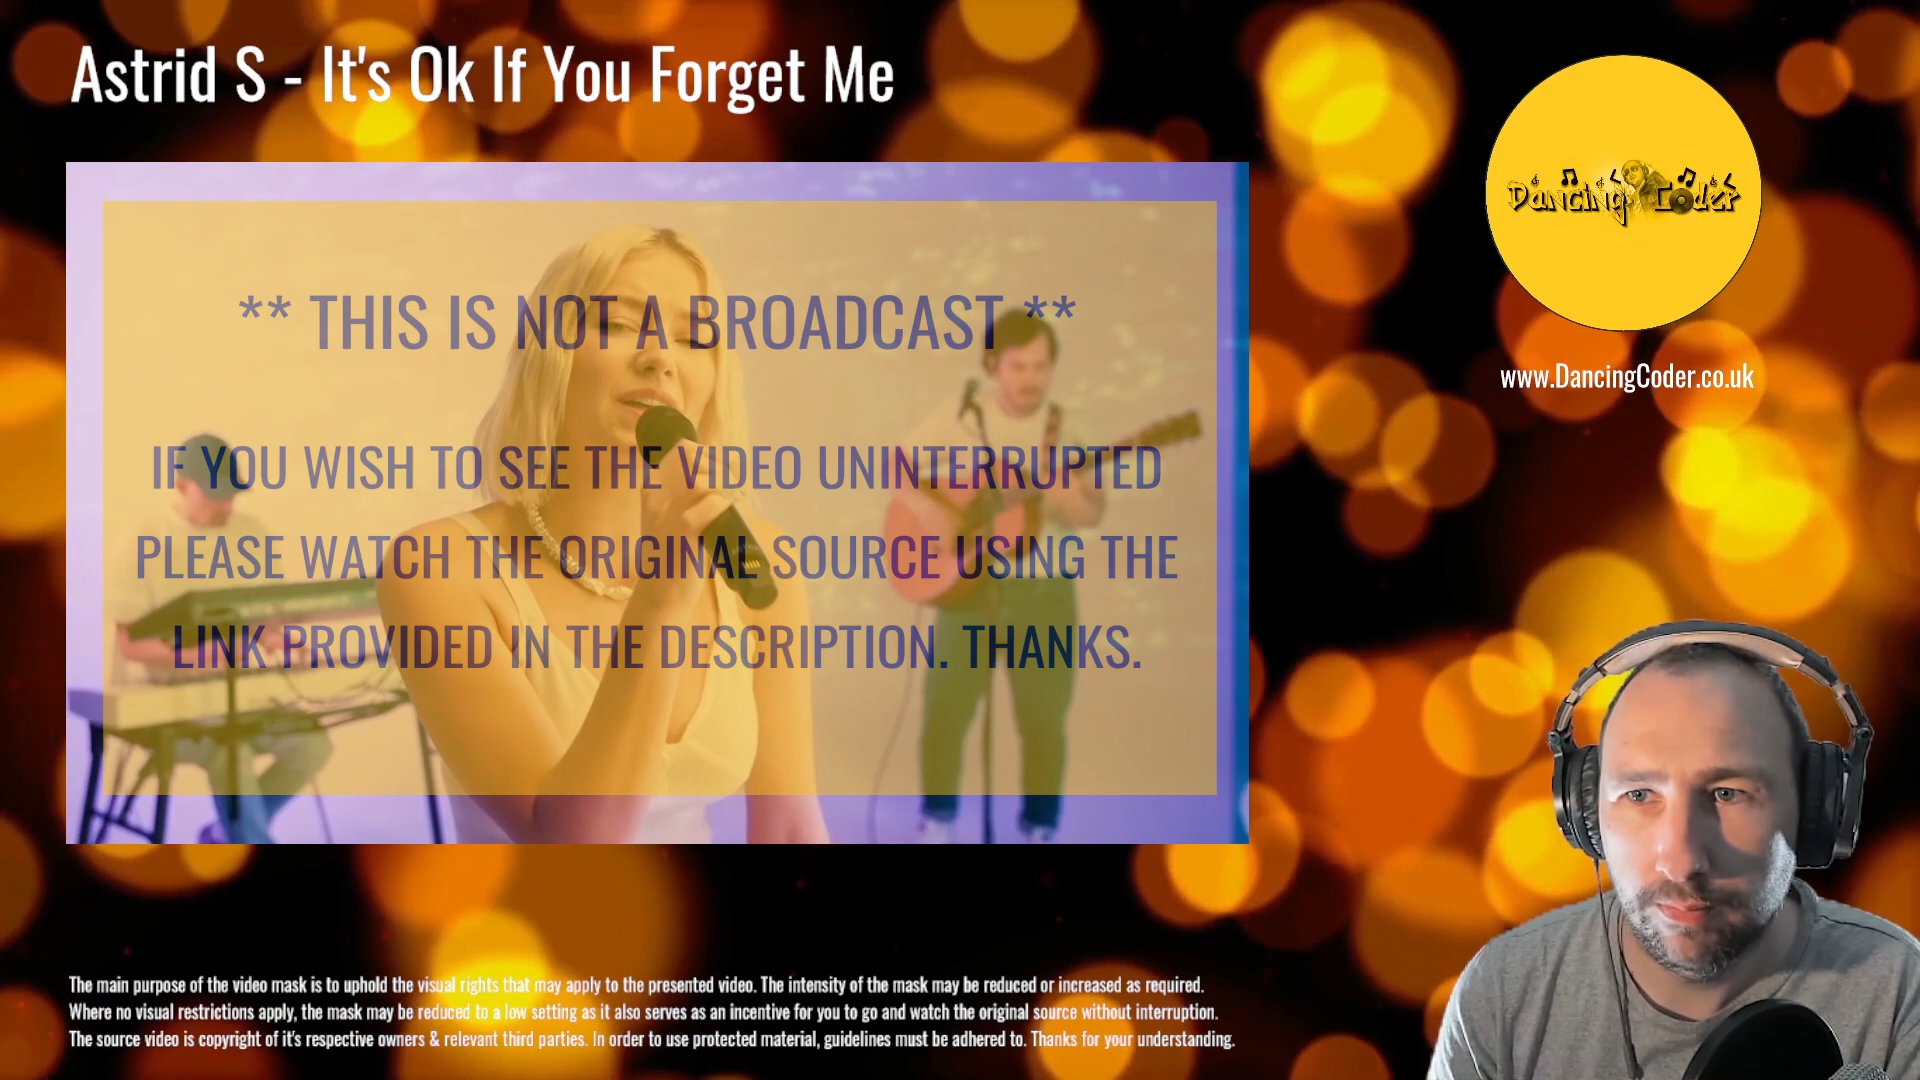 Astrid S - It's Ok If You Forget Me
Dancing Coder
** THIS IS NOT A BROADCAST **
www.DancingCoder.co.uk
IF YOU WISH TO SEE THE VIDEO UNINTERRUPTED
PLEASE WATCH THE ORIGINAL SOURCE USING THE
LINK PROVIDED IN THE DESCRIPTION. THANKS.
The main purpose of the video mask is to uphold the visual rights that may apply to the presented video. The intensity of the mask may be reduced or increased as required.
Where no visual restrictions apply, the mask may be reduced to a low setting as it also serves as an incentive for you to go and watch the original source without interruption.
The source video is copyright of it's respective owners & relevant third parties. In order to use protected material, guidelines must be adhered to. Thanks for your understanding.